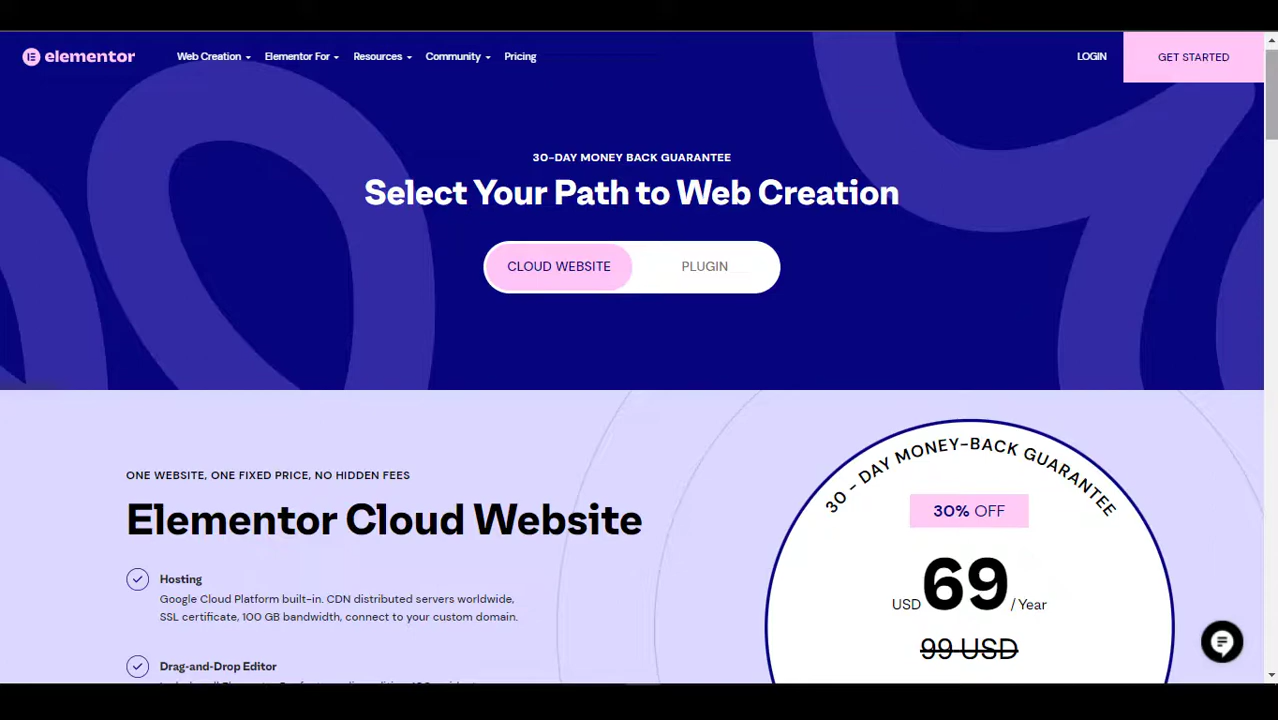 elementor
Web Creation
Elementor For
Resources
Community
Pricing
LOGIN
GET STARTED
30-DAY MONEY BACK GUARANTEE
Select Your Path to Web Creation
CLOUD WEBSITE
PLUGIN
ONE WEBSITE, ONE FIXED PRICE, NO HIDDEN FEES
Elementor Cloud Website
Hosting
Google Cloud Platform built-in. CDN distributed servers worldwide,
SSL certificate, 100 GB bandwidth, connect to your custom domain.
Drag-and-Drop Editor
30 - DAY MONEY-BACK GUARANTEE
30% OFF
USD 69 / Year
99 USD